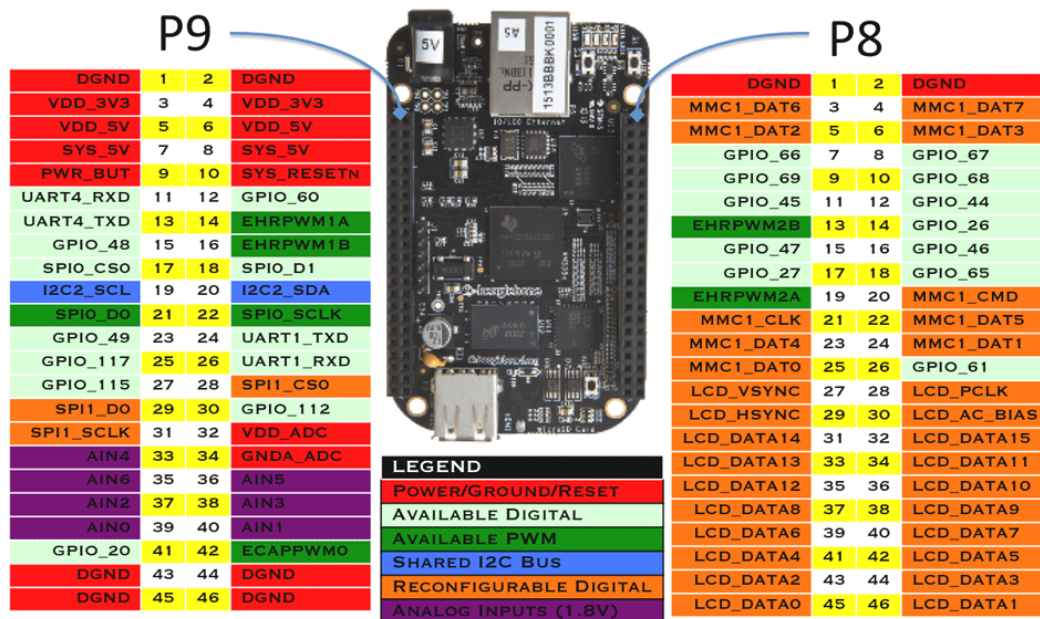 P9
P8
DGND 1 2 DGND
VDD_3V3 3 4 VDD_3V3
VDD_5V 5 6 VDD_5V
SYS_5V 7 8 SYS_5V
PWR_BUT 9 10 SYS_RESETN
UART4_RXD 11 12 GPIO_60
UART4_TXD 13 14 EHRPWM1A
GPIO_48 15 16 EHRPWM1B
SPI0_CS0 17 18 SPI0_D1
I2C2_SCL 19 20 I2C2_SDA
SPI0_D0 21 22 SPI0_SCLK
GPIO_49 23 24 UART1_TXD
GPIO_117 25 26 UART1_RXD
GPIO_115 27 28 SPI1_CS0
SPI1_D0 29 30 GPIO_112
SPI1_SCLK 31 32 VDD_ADC
AIN4 33 34 GNDA_ADC
AIN6 35 36 AIN5
AIN2 37 38 AIN3
AIN0 39 40 AIN1
GPIO_20 41 42 ECAPPWM0
DGND 43 44 DGND
DGND 45 46 DGND
5V
A5
1513BBBK0001
beaglebone
MicroSD Card
LEGEND
POWER/GROUND/RESET
AVAILABLE DIGITAL
AVAILABLE PWM
SHARED I2C BUS
RECONFIGURABLE DIGITAL
ANALOG INPUTS (1.8V)
DGND 1 2 DGND
MMC1_DAT6 3 4 MMC1_DAT7
MMC1_DAT2 5 6 MMC1_DAT3
GPIO_66 7 8 GPIO_67
GPIO_69 9 10 GPIO_68
GPIO_45 11 12 GPIO_44
EHRPWM2B 13 14 GPIO_26
GPIO_47 15 16 GPIO_46
GPIO_27 17 18 GPIO_65
EHRPWM2A 19 20 MMC1_CMD
MMC1_CLK 21 22 MMC1_DAT5
MMC1_DAT4 23 24 MMC1_DAT1
MMC1_DAT0 25 26 GPIO_61
LCD_VSYNC 27 28 LCD_PCLK
LCD_HSYNC 29 30 LCD_AC_BIAS
LCD_DATA14 31 32 LCD_DATA15
LCD_DATA13 33 34 LCD_DATA11
LCD_DATA12 35 36 LCD_DATA10
LCD_DATA8 37 38 LCD_DATA9
LCD_DATA6 39 40 LCD_DATA7
LCD_DATA4 41 42 LCD_DATA5
LCD_DATA2 43 44 LCD_DATA3
LCD_DATA0 45 46 LCD_DATA1